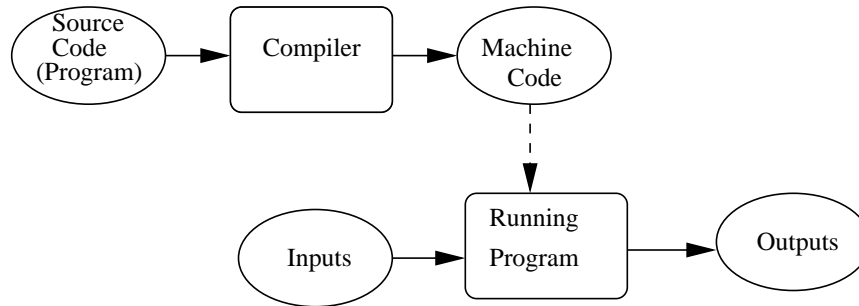 Source
Code
(Program)
Compiler
Machine
Code
Inputs
Running
Program
Outputs